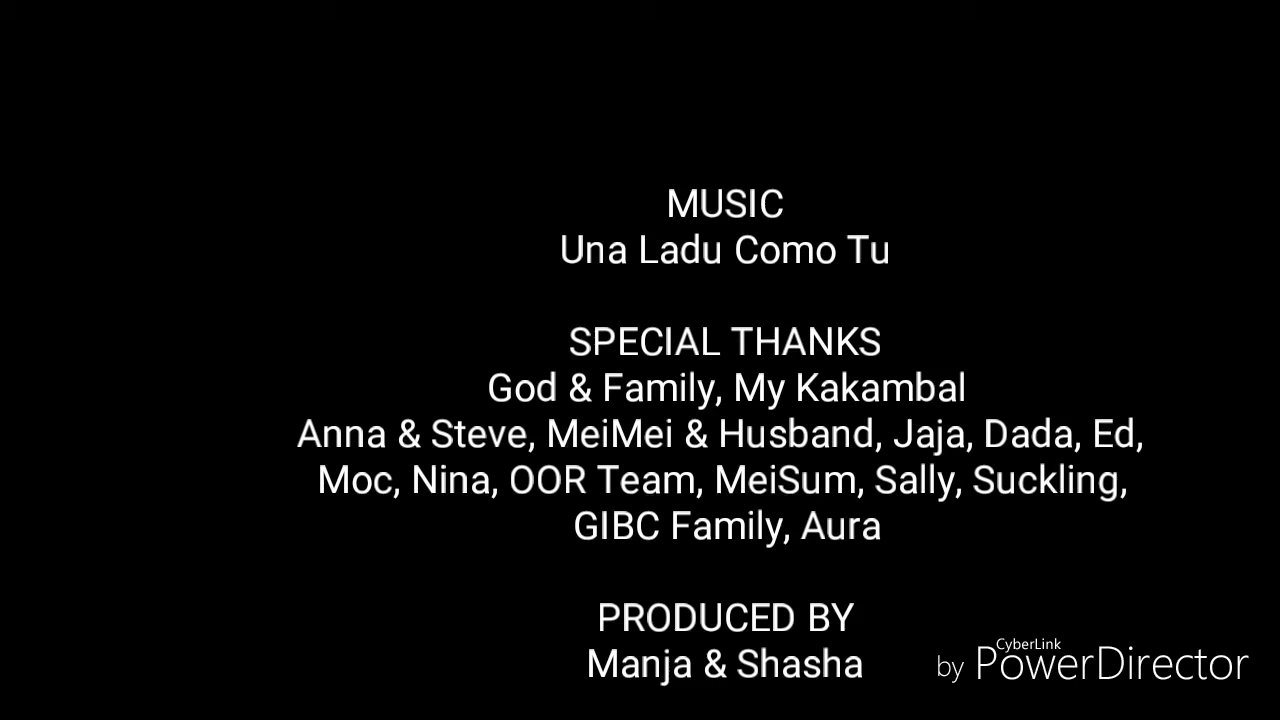 MUSIC
Una Ladu Como Tu
SPECIAL THANKS
God & Family, My Kakambal
Anna & Steve, MeiMei & Husband, Jaja, Dada, Ed,
Moc, Nina, OOR Team, MeiSum, Sally, Suckling,
GIBC Family, Aura
PRODUCED BY
Manja & Shasha
by CyberLink PowerDirector